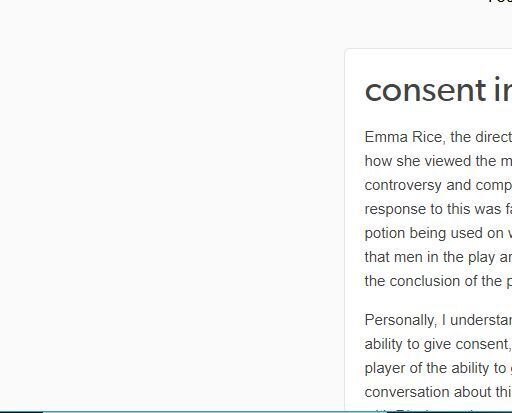 consent in
Emma Rice, the direct
how she viewed the m
controversy and comp
response to this was fa
potion being used on w
that men in the play ar
the conclusion of the p
Personally, I understan
ability to give consent,
player of the ability to g
conversation about thi